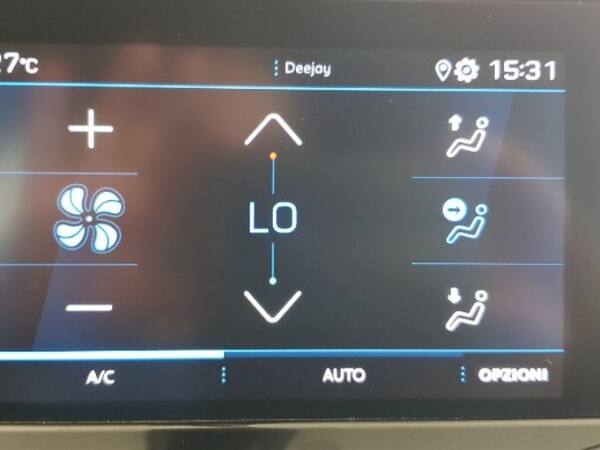 27°C
Deejay
15:31
LO
A/C
AUTO
OPZIONI